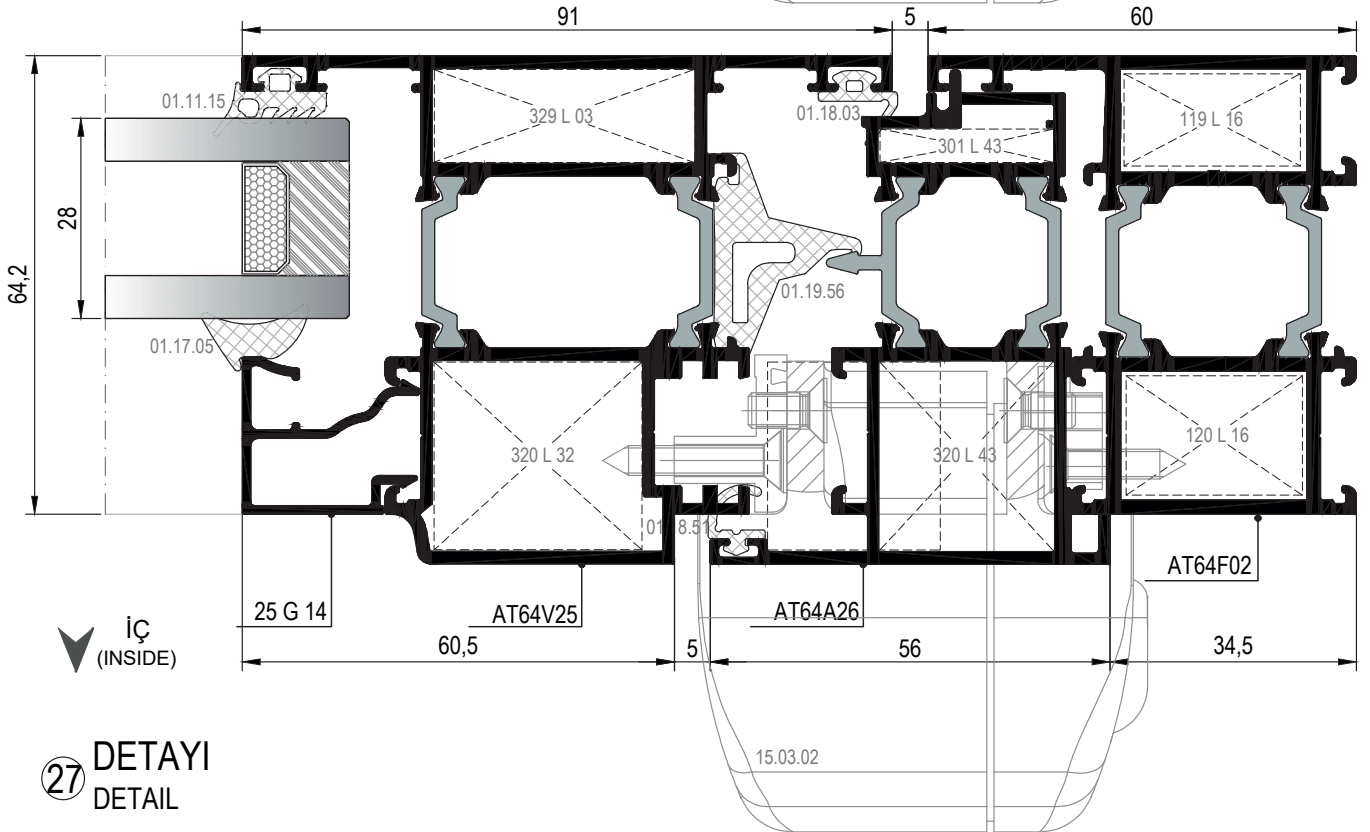 91
5
60
01.11.15
329 L 03
01.18.03
301 L 43
119 L 16
28
64,2
01.19.56
01.17.05
320 L 32
320 L 43
120 L 16
25 G 14
AT64V25
AT64A26
AT64F02
İÇ
(INSIDE)
60,5
5
56
34,5
27
DETAYI
DETAIL
15.03.02